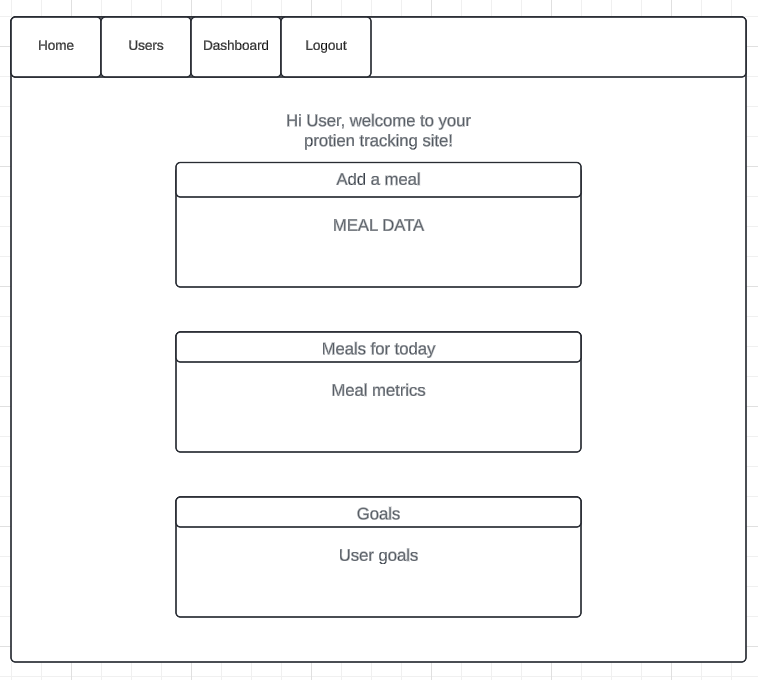 Home Users Dashboard Logout
Hi User, welcome to your
protien tracking site!
Add a meal
MEAL DATA
Meals for today
Meal metrics
Goals
User goals